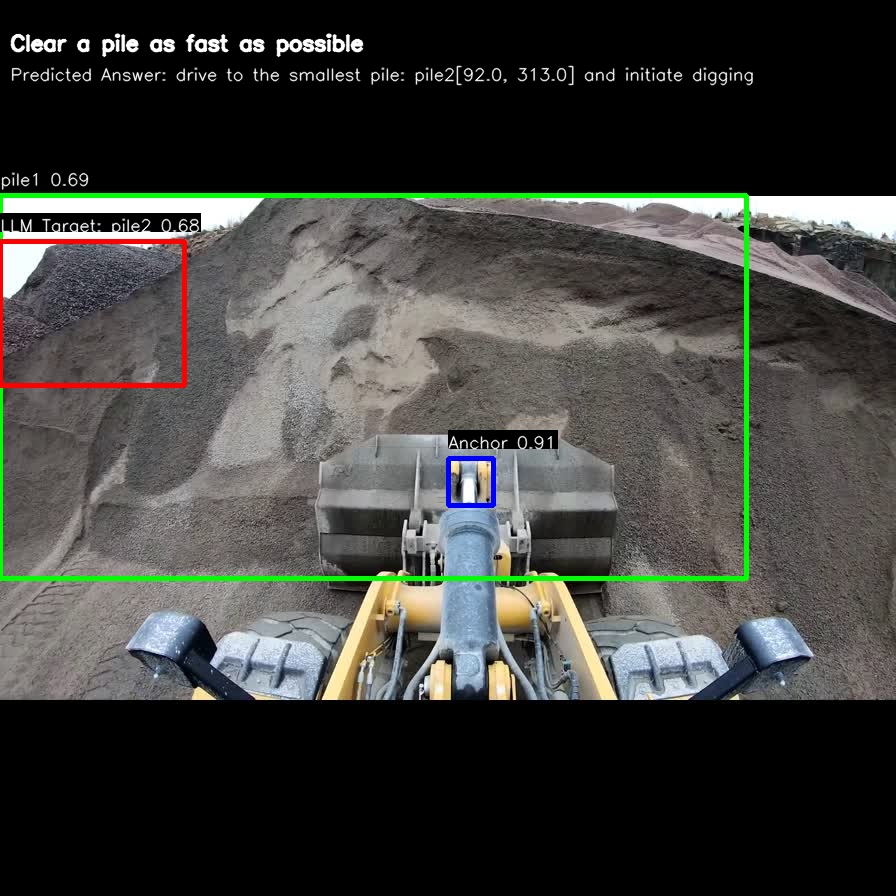 Clear a pile as fast as possible
Predicted Answer: drive to the smallest pile: pile2[92.0, 313.0] and initiate digging
pile1 0.69
LLM Target: pile2 0.68
Anchor 0.91